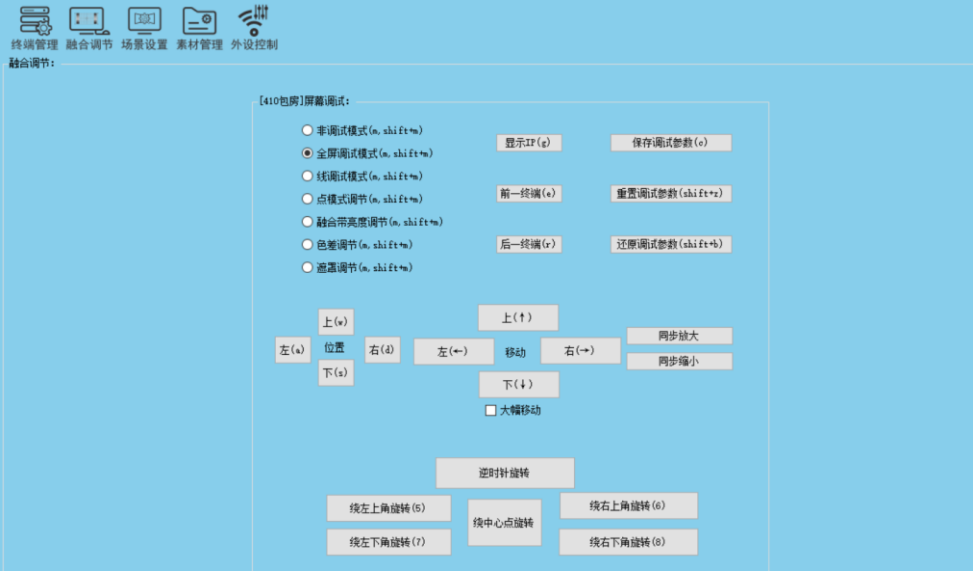 终端管理 融合调节 场景设置 素材管理 外设控制
融合调节:
[410包房]屏幕调试:
非调试模式(m,shift+m)
全屏调试模式(m,shift+m)
线调试模式(m,shift+m)
点模式调节(m,shift+m)
融合带亮度调节(m,shift+m)
色差调节(m,shift+m)
遮罩调节(m,shift+m)
显示IP(g) 保存调试参数(c)
前一终端(e) 重置调试参数(shift+z)
后一终端(r) 还原调试参数(shift+b)
上(w)
左(a) 位置 右(d)
下(s)
上(↑)
左(←) 移动 右(→)
下(↓)
大幅移动
同步放大
同步缩小
逆时针旋转
绕左上角旋转(5) 绕中心点旋转 绕右上角旋转(6)
绕左下角旋转(7) 绕右下角旋转(8)